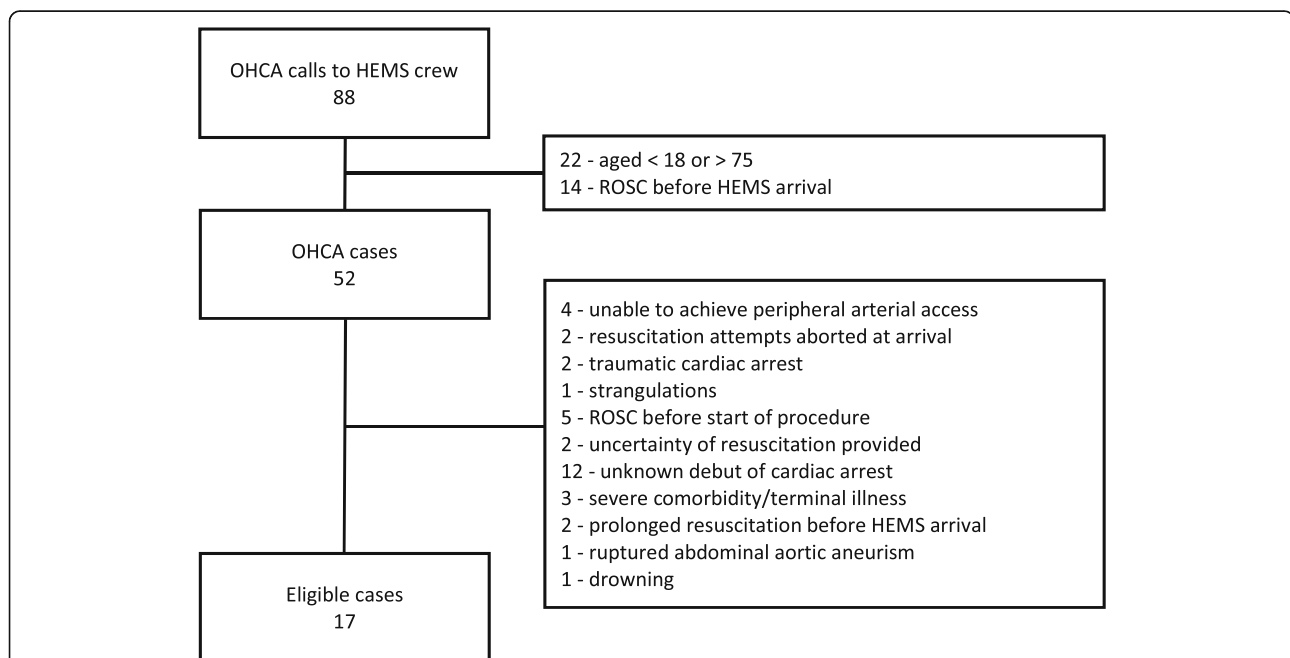 OHCA calls to HEMS crew
88
22 - aged < 18 or > 75
14 - ROSC before HEMS arrival
OHCA cases
52
4 - unable to achieve peripheral arterial access
2 - resuscitation attempts aborted at arrival
2 - traumatic cardiac arrest
1 - strangulations
5 - ROSC before start of procedure
2 - uncertainty of resuscitation provided
12 - unknown debut of cardiac arrest
3 - severe comorbidity/terminal illness
2 - prolonged resuscitation before HEMS arrival
1 - ruptured abdominal aortic aneurism
1 - drowning
Eligible cases
17